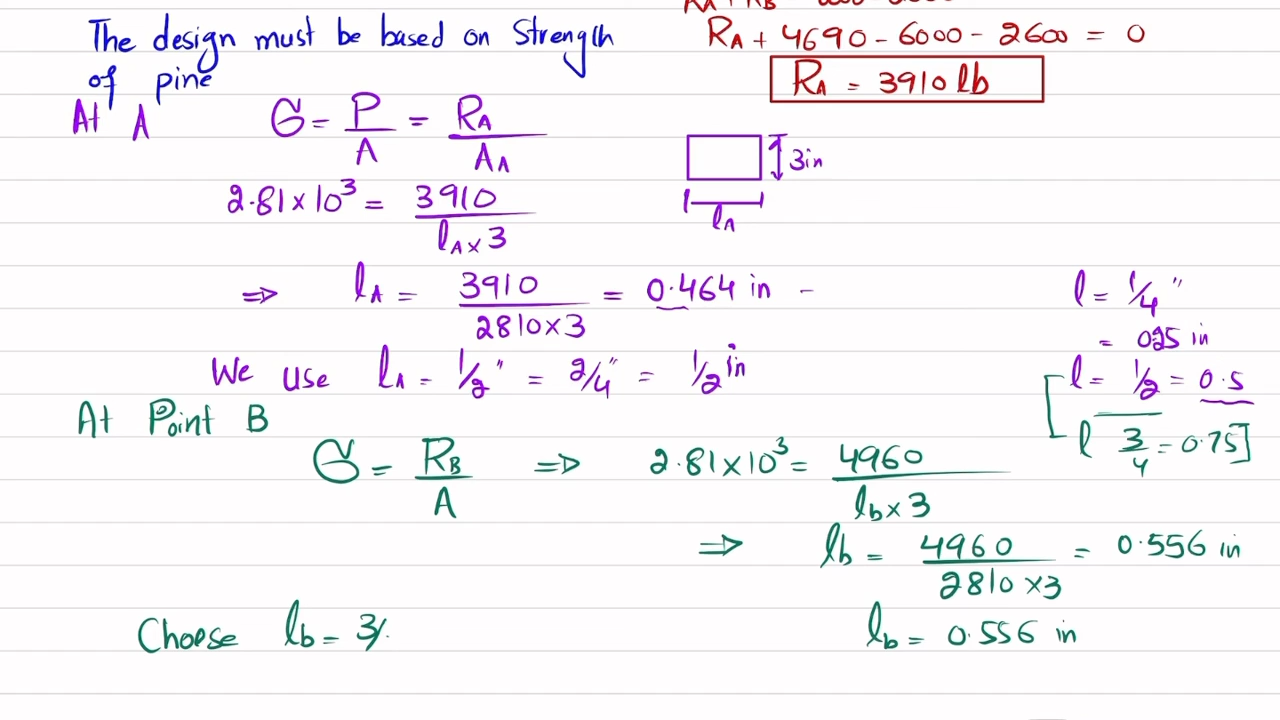 The design must be based on Strength
of pine
RA + 4690 - 6000 - 2600 = 0
RA = 3910 lb
At A
σ = P/A = RA/AA
3in
lA
2.81×10³ = 3910/(lA×3)
⇒ lA = 3910/(2810×3) = 0.464 in -
We use lA = 1/2" = 2/4" = 1/2 in
l = 1/4"
= 0.25 in
l = 1/2 = 0.5
l 3/4 = 0.75]
At Point B
σ = RB/A ⇒ 2.81×10³ = 4960/(lb×3)
⇒ lb = 4960/(2810×3) = 0.556 in
lb = 0.556 in
Choose lb = 3/